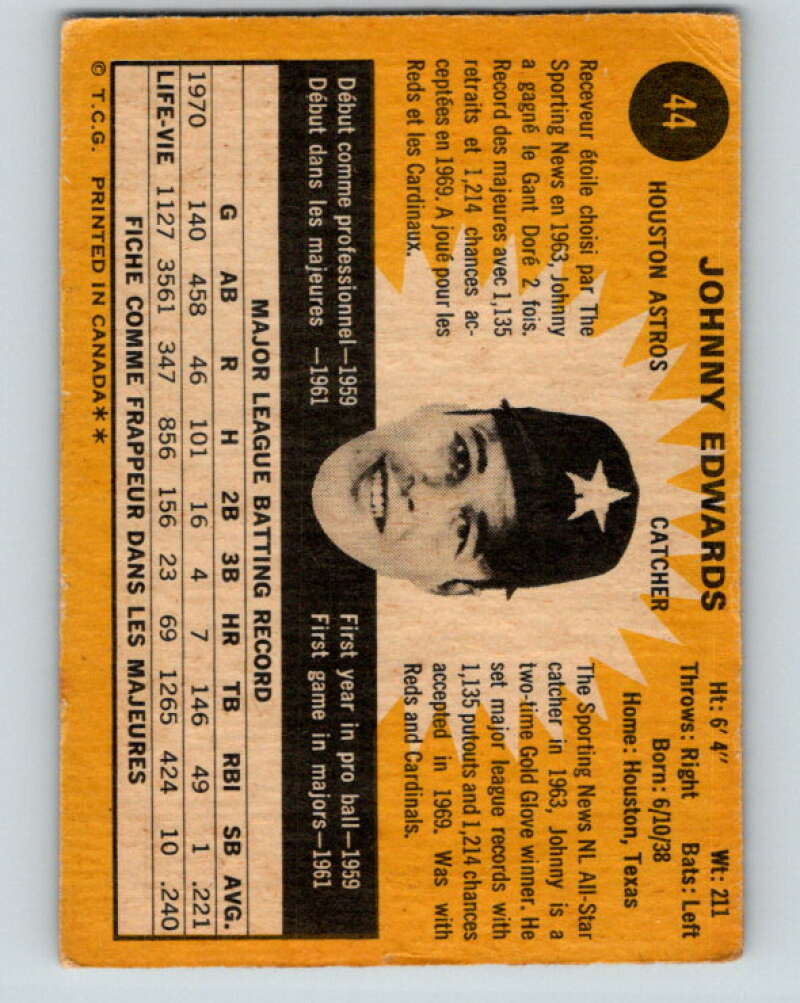 44
JOHNNY EDWARDS
HOUSTON ASTROS CATCHER
Ht: 6' 4" Wt: 211
Throws: Right Bats: Left
Born: 6/10/38
Home: Houston, Texas
Receveur étoile choisi par The
Sporting News en 1963, Johnny
a gagné le Gant Doré 2 fois.
Record des majeures avec 1,135
retraits et 1,214 chances ac-
ceptées en 1969. A joué pour les
Reds et les Cardinaux.
The Sporting News NL All-Star
catcher in 1963, Johnny is a
two-time Gold Glove winner. He
set major league records with
1,135 putouts and 1,214 chances
accepted in 1969. Was with
Reds and Cardinals.
Début comme professionnel—1959
Début dans les majeures —1961
First year in pro ball—1959
First game in majors—1961
MAJOR LEAGUE BATTING RECORD
G AB R H 2B 3B HR TB RBI SB AVG.
1970 140 458 46 101 16 4 7 146 49 1 .221
LIFE-VIE 1127 3561 347 856 156 23 69 1265 424 10 .240
FICHE COMME FRAPPEUR DANS LES MAJEURES
© T.C.G. PRINTED IN CANADA**